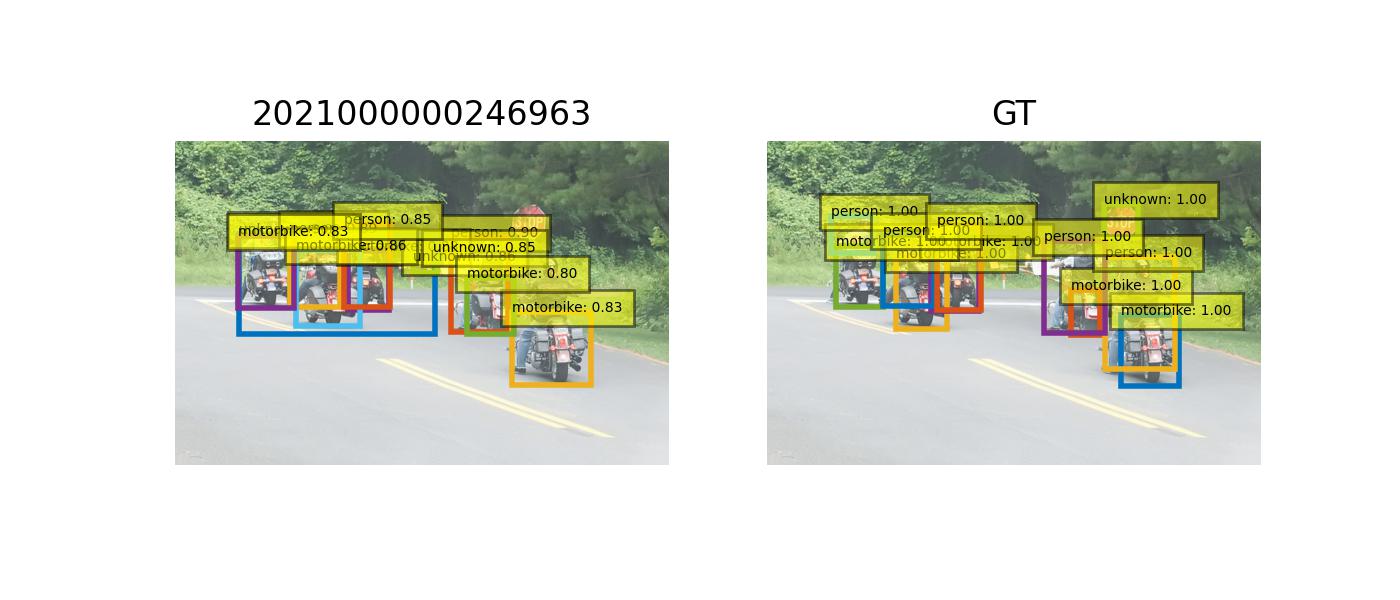 2021000000246963
GT
person: 0.85
motorbike: 0.83
person: 0.90
motorbike: 0.86
unknown: 0.85
unknown: 0.86
motorbike: 0.80
motorbike: 0.83
STOP
unknown: 1.00
person: 1.00
person: 1.00
person: 1.00
person: 1.00
motorbike: 1.00
motorbike: 1.00
motorbike: 1.00
person: 1.00
motorbike: 1.00
motorbike: 1.00
STOP